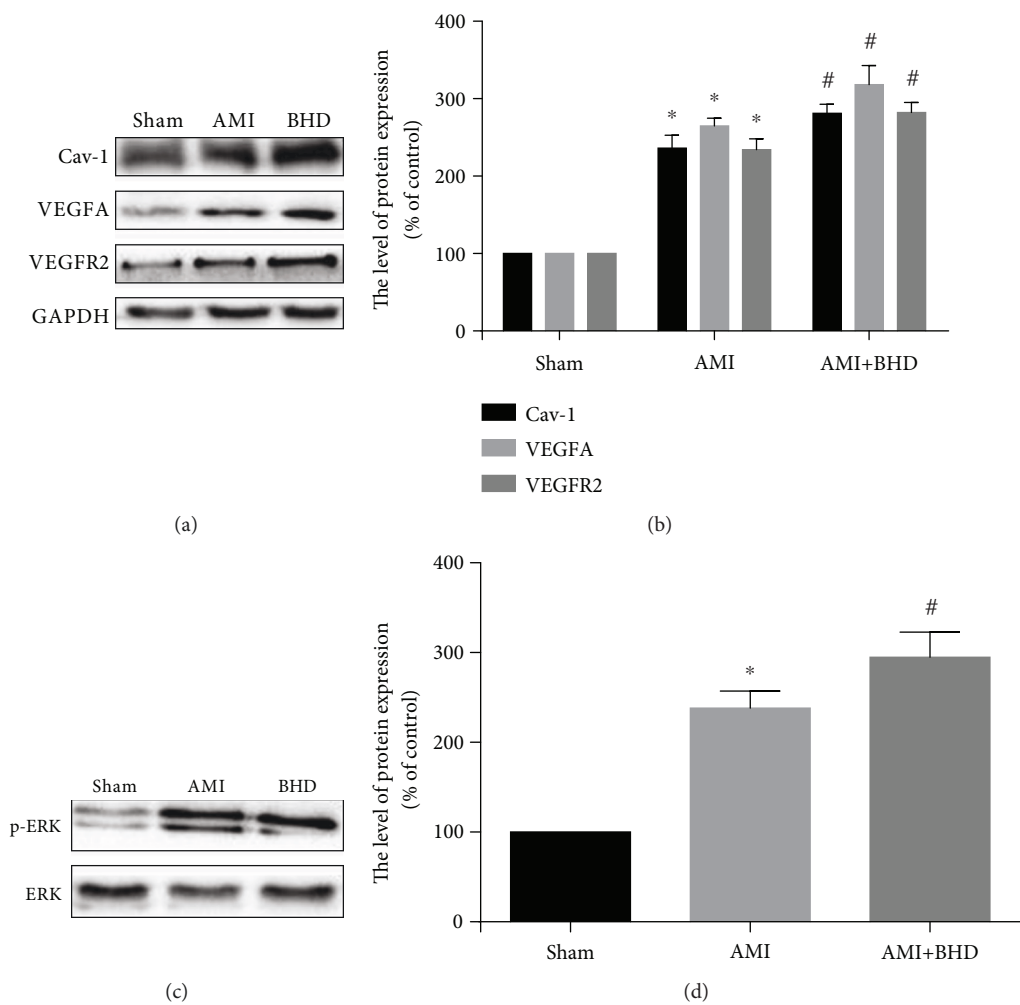 Sham AMI BHD
Cav-1
VEGFA
VEGFR2
GAPDH
(a)
The level of protein expression
(% of control)
400
300
200
100
0
* * *
# # #
Sham AMI AMI+BHD
Cav-1
VEGFA
VEGFR2
(b)
Sham AMI BHD
p-ERK
ERK
(c)
The level of protein expression
(% of control)
400
300
200
100
0
*
#
Sham AMI AMI+BHD
(d)